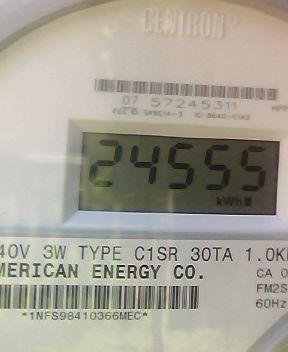 CENTRON
07 57245311
24555
kWh
40V 3W TYPE C1SR 30TA 1.0K
MERICAN ENERGY CO.
CA 0
FM2S
60Hz
*1NFS98410366MEC*